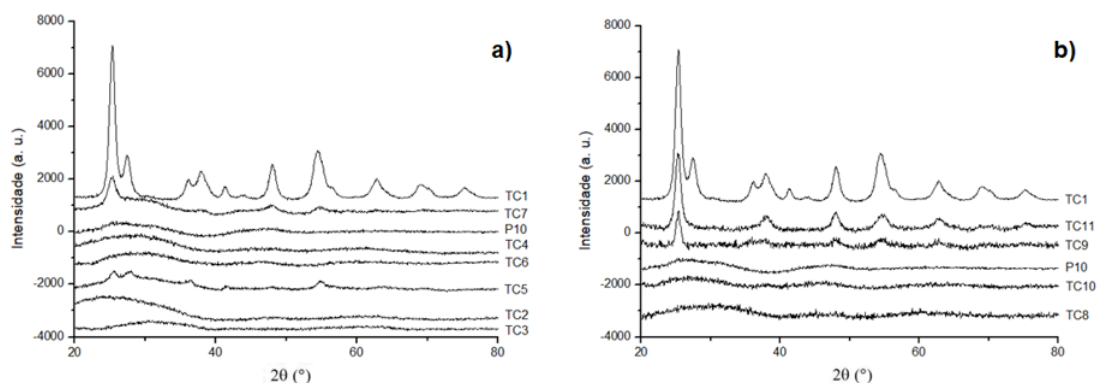 a)
8000
6000
4000
2000
0
-2000
-4000
Intensidade (a. u.)
TC1
TC7
P10
TC4
TC6
TC5
TC2
TC3
20
40
60
80
2θ (°)
b)
8000
6000
4000
2000
0
-2000
-4000
Intensidade (a. u.)
TC1
TC11
TC9
P10
TC10
TC8
20
40
60
80
2θ (°)